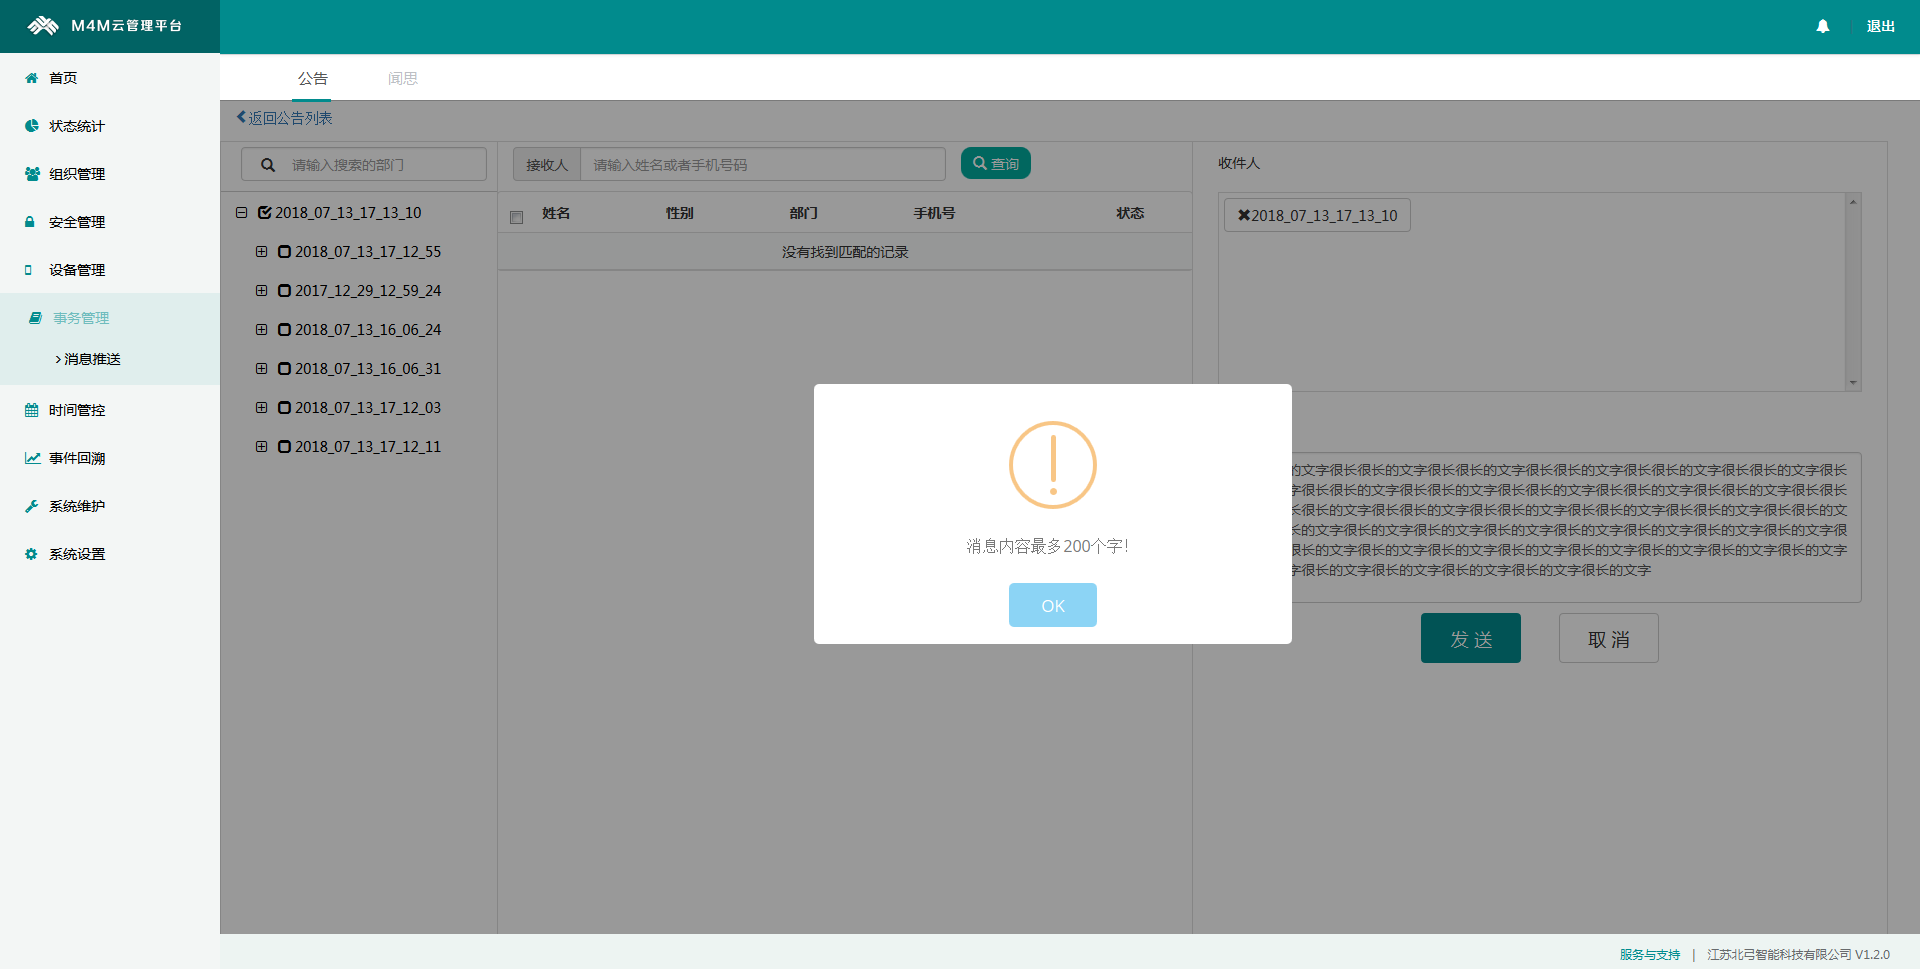 M4M云管理平台
退出
首页
状态统计
组织管理
安全管理
设备管理
事务管理
消息推送
时间管控
事件回溯
系统维护
系统设置
公告 闻思
返回公告列表
请输入搜索的部门
2018_07_13_17_13_10
2018_07_13_17_12_55
2017_12_29_12_59_24
2018_07_13_16_06_24
2018_07_13_16_06_31
2018_07_13_17_12_03
2018_07_13_17_12_11
接收人 请输入姓名或者手机号码 查询
姓名 性别 部门 手机号 状态
没有找到匹配的记录
收件人
2018_07_13_17_13_10
的文字很长很长的文字很长很长的文字很长很长的文字很长很长的文字很长很长的文字很长
字很长很长的文字很长很长的文字很长很长的文字很长很长的文字很长很长的文字很长很长
很长的文字很长很长的文字很长很长的文字很长很长的文字很长很长的文字很长很长的文
长的文字很长的文字很长的文字很长的文字很长的文字很长的文字很长的文字很长的文字很
很长的文字很长的文字很长的文字很长的文字很长的文字很长的文字很长的文字很长的文字
字很长的文字很长的文字很长的文字很长的文字很长的文字
消息内容最多200个字!
OK
发 送 取 消
服务与支持 | 江苏北弓智能科技有限公司 V1.2.0